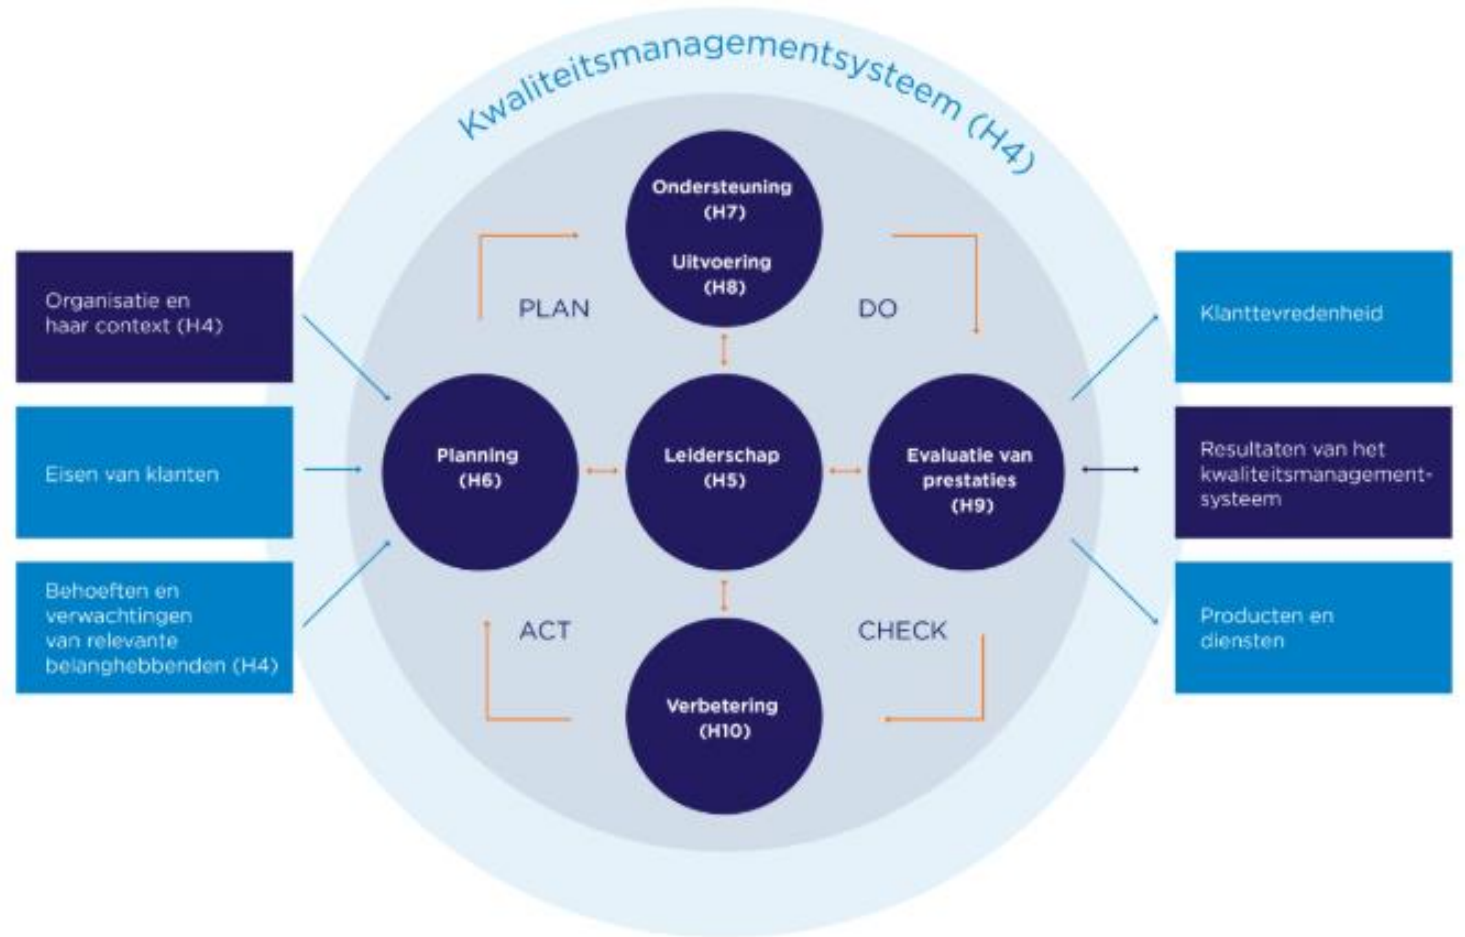 Kwaliteitsmanagementsysteem (H4)
Ondersteuning
(H7)
Uitvoering
(H8)
PLAN
DO
Organisatie en
haar context (H4)
Klanttevredenheid
Eisen van klanten
Planning
(H6)
Leiderschap
(H5)
Evaluatie van
prestaties
(H9)
Resultaten van het
kwaliteitsmanagement-
systeem
Behoeften en
verwachtingen
van relevante
belanghebbenden (H4)
ACT
CHECK
Producten en
diensten
Verbetering
(H10)